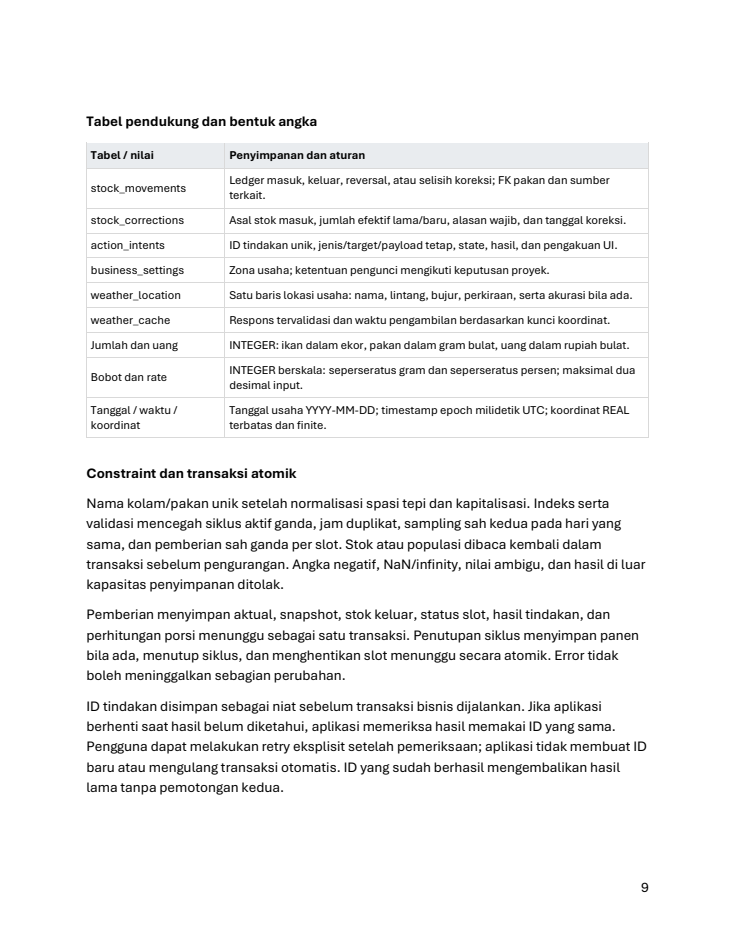 Tabel pendukung dan bentuk angka
Tabel / nilai
Penyimpanan dan aturan
stock_movements
Ledger masuk, keluar, reversal, atau selisih koreksi; FK pakan dan sumber
terkait.
stock_corrections
Asal stok masuk, jumlah efektif lama/baru, alasan wajib, dan tanggal koreksi.
action_intents
ID tindakan unik, jenis/target/payload tetap, state, hasil, dan pengakuan UI.
business_settings
Zona usaha; ketentuan pengunci mengikuti keputusan proyek.
weather_location
Satu baris lokasi usaha: nama, lintang, bujur, perkiraan, serta akurasi bila ada.
weather_cache
Respons tervalidasi dan waktu pengambilan berdasarkan kunci koordinat.
Jumlah dan uang
INTEGER: ikan dalam ekor, pakan dalam gram bulat, uang dalam rupiah bulat.
Bobot dan rate
INTEGER berskala: seperseratus gram dan seperseratus persen; maksimal dua
desimal input.
Tanggal / waktu /
koordinat
Tanggal usaha YYYY-MM-DD; timestamp epoch milidetik UTC; koordinat REAL
terbatas dan finite.
Constraint dan transaksi atomik
Nama kolam/pakan unik setelah normalisasi spasi tepi dan kapitalisasi. Indeks serta
validasi mencegah siklus aktif ganda, jam duplikat, sampling sah kedua pada hari yang
sama, dan pemberian sah ganda per slot. Stok atau populasi dibaca kembali dalam
transaksi sebelum pengurangan. Angka negatif, NaN/infinity, nilai ambigu, dan hasil di luar
kapasitas penyimpanan ditolak.
Pemberian menyimpan aktual, snapshot, stok keluar, status slot, hasil tindakan, dan
perhitungan porsi menunggu sebagai satu transaksi. Penutupan siklus menyimpan panen
bila ada, menutup siklus, dan menghentikan slot menunggu secara atomik. Error tidak
boleh meninggalkan sebagian perubahan.
ID tindakan disimpan sebagai niat sebelum transaksi bisnis dijalankan. Jika aplikasi
berhenti saat hasil belum diketahui, aplikasi memeriksa hasil memakai ID yang sama.
Pengguna dapat melakukan retry eksplisit setelah pemeriksaan; aplikasi tidak membuat ID
baru atau mengulang transaksi otomatis. ID yang sudah berhasil mengembalikan hasil
lama tanpa pemotongan kedua.
9